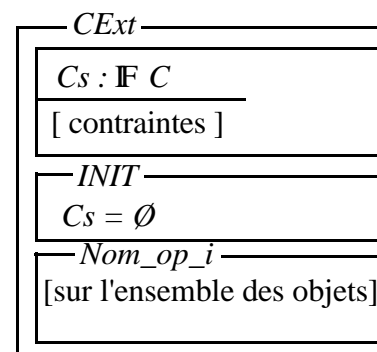 CExt
Cs : 𝔽 C
[ contraintes ]
INIT
Cs = Ø
Nom_op_i
[sur l'ensemble des objets]